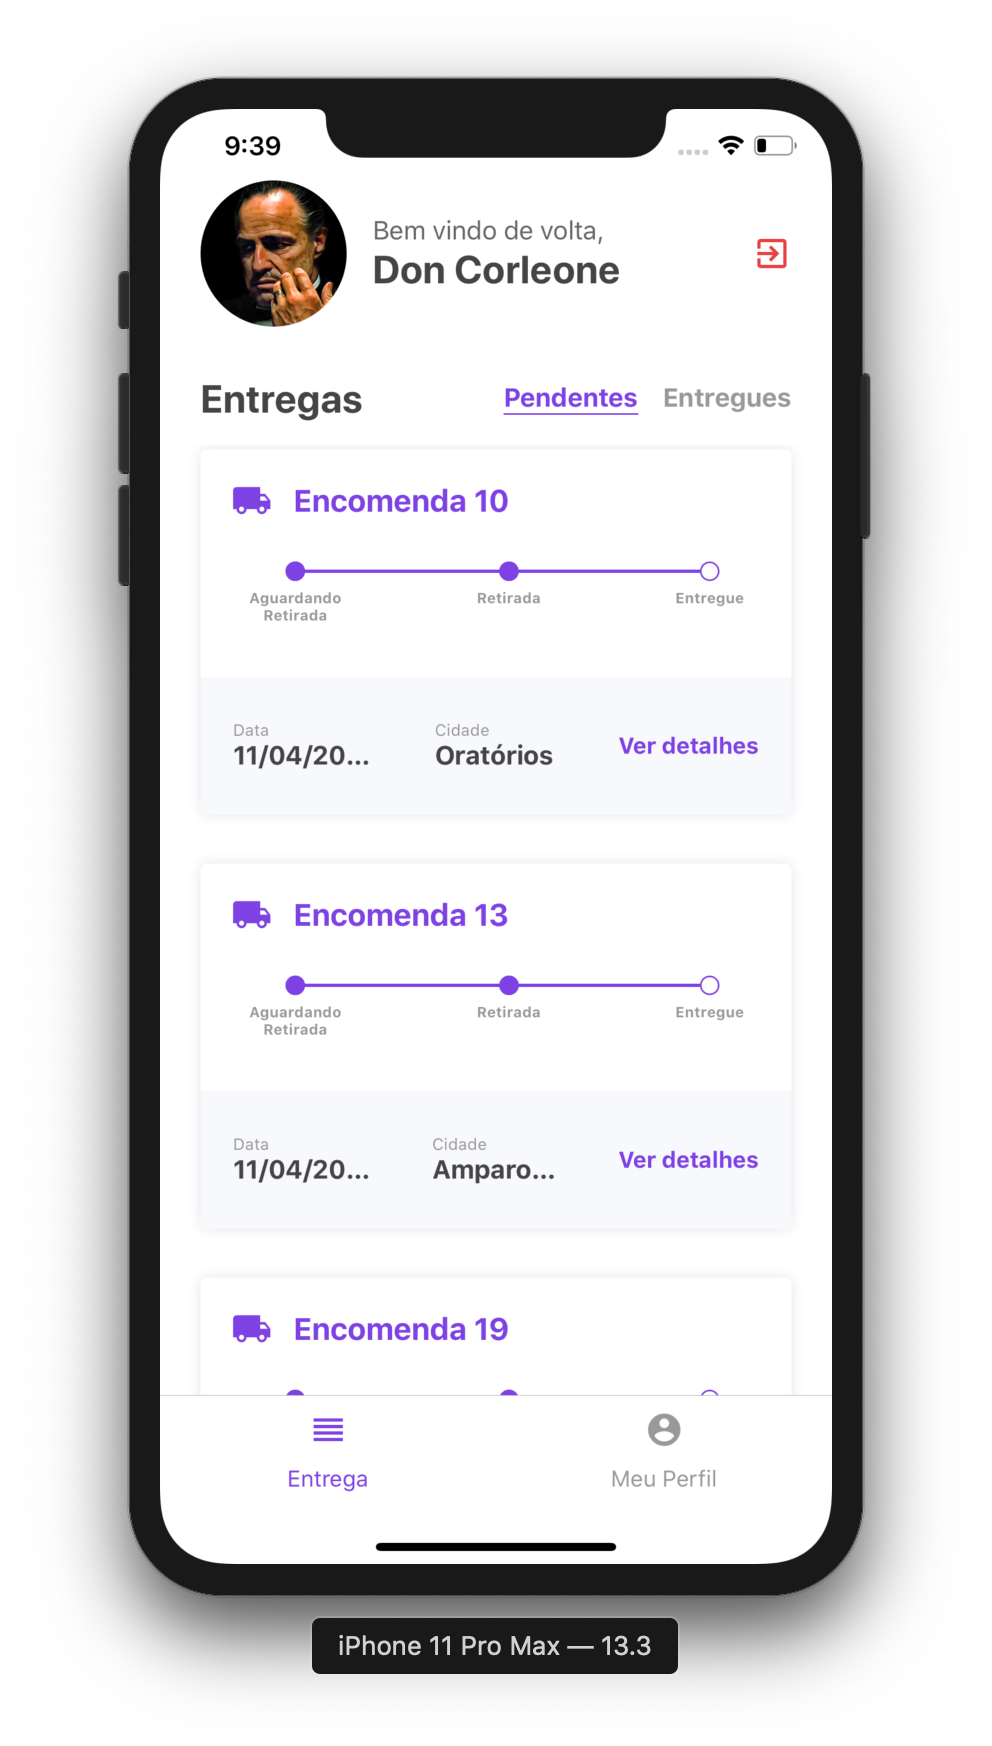 9:39
Bem vindo de volta,
Don Corleone
Entregas
Pendentes
Entregues
Encomenda 10
Aguardando
Retirada
Retirada
Entregue
Data
11/04/20...
Cidade
Oratórios
Ver detalhes
Encomenda 13
Aguardando
Retirada
Retirada
Entregue
Data
11/04/20...
Cidade
Amparo...
Ver detalhes
Encomenda 19
Entrega
Meu Perfil
iPhone 11 Pro Max — 13.3